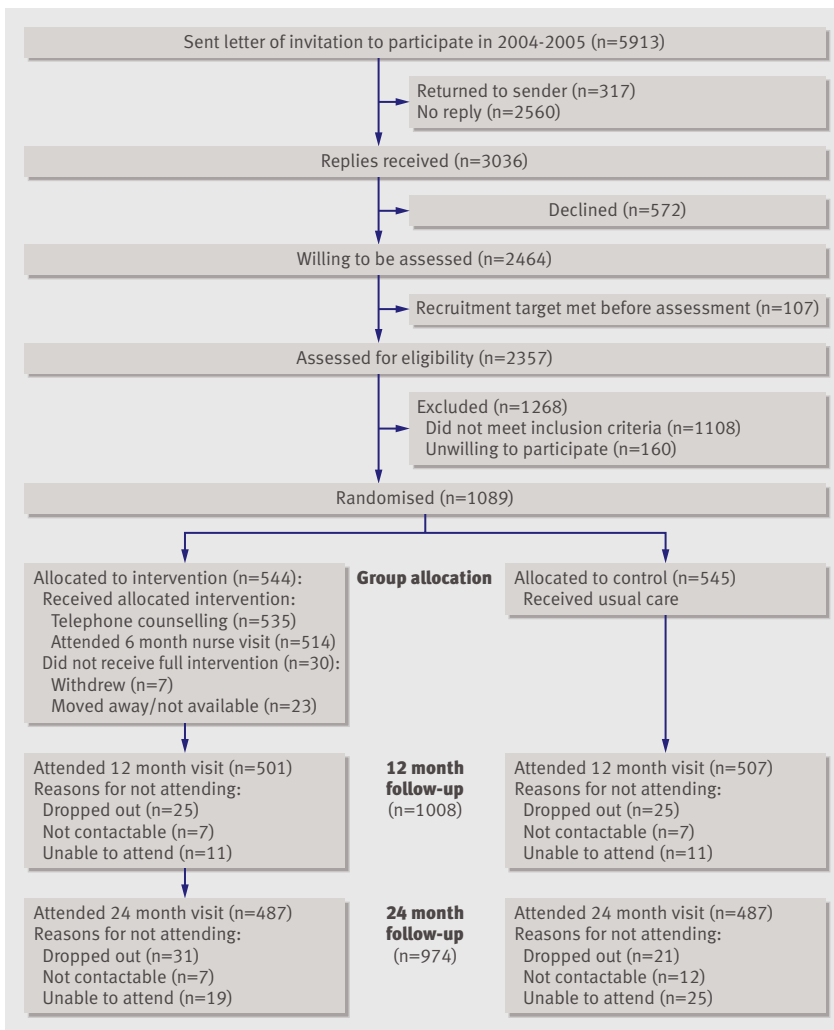 Sent letter of invitation to participate in 2004-2005 (n=5913)
Returned to sender (n=317)
No reply (n=2560)
Replies received (n=3036)
Declined (n=572)
Willing to be assessed (n=2464)
Recruitment target met before assessment (n=107)
Assessed for eligibility (n=2357)
Excluded (n=1268)
Did not meet inclusion criteria (n=1108)
Unwilling to participate (n=160)
Randomised (n=1089)
Allocated to intervention (n=544):
Received allocated intervention:
Telephone counselling (n=535)
Attended 6 month nurse visit (n=514)
Did not receive full intervention (n=30):
Withdrew (n=7)
Moved away/not available (n=23)
Group allocation
Allocated to control (n=545)
Received usual care
Attended 12 month visit (n=501)
Reasons for not attending:
Dropped out (n=25)
Not contactable (n=7)
Unable to attend (n=11)
12 month
follow-up
(n=1008)
Attended 12 month visit (n=507)
Reasons for not attending:
Dropped out (n=25)
Not contactable (n=7)
Unable to attend (n=11)
Attended 24 month visit (n=487)
Reasons for not attending:
Dropped out (n=31)
Not contactable (n=7)
Unable to attend (n=19)
24 month
follow-up
(n=974)
Attended 24 month visit (n=487)
Reasons for not attending:
Dropped out (n=21)
Not contactable (n=12)
Unable to attend (n=25)